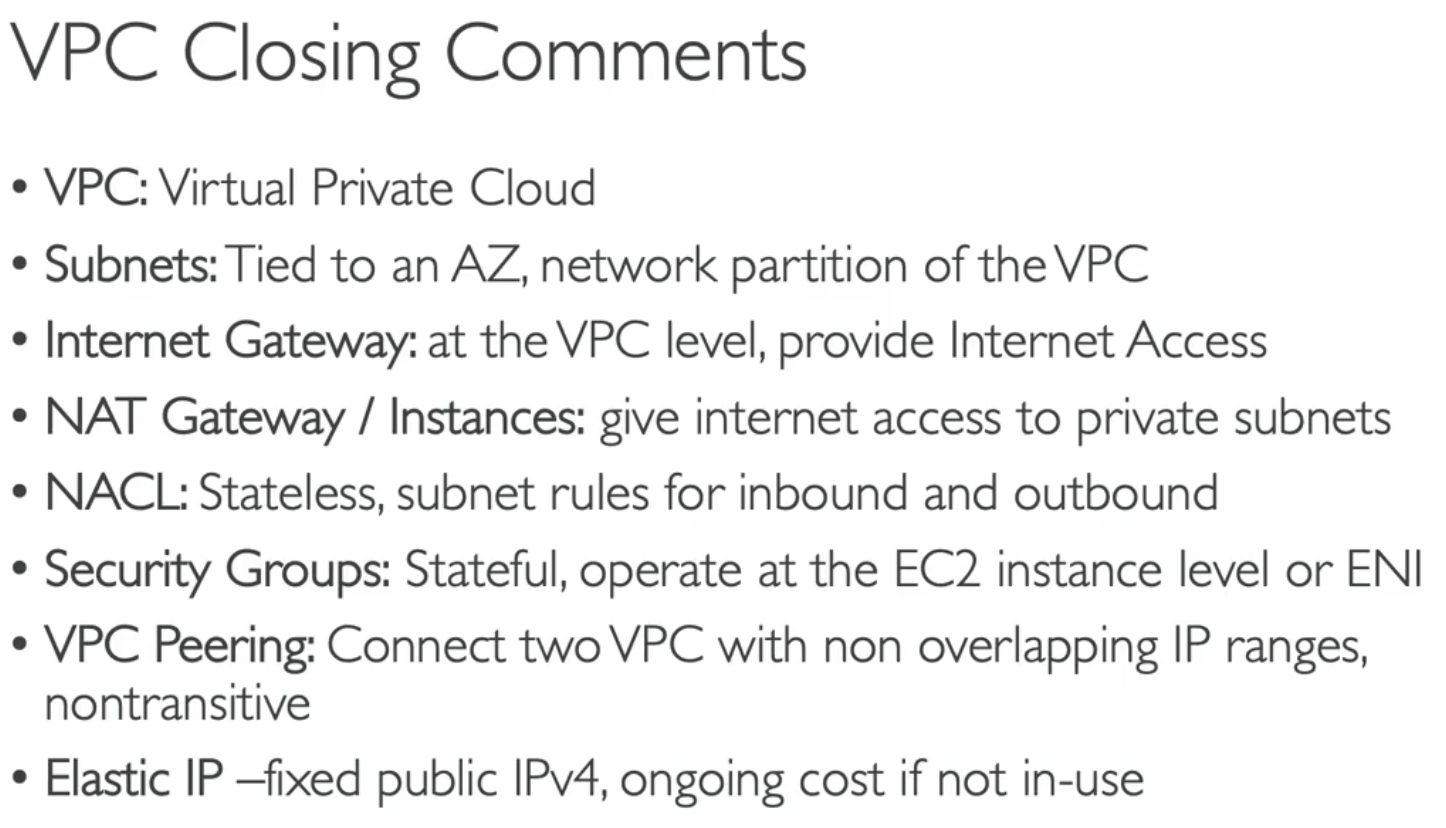 VPC Closing Comments
• VPC: Virtual Private Cloud
• Subnets: Tied to an AZ, network partition of the VPC
• Internet Gateway: at the VPC level, provide Internet Access
• NAT Gateway / Instances: give internet access to private subnets
• NACL: Stateless, subnet rules for inbound and outbound
• Security Groups: Stateful, operate at the EC2 instance level or ENI
• VPC Peering: Connect two VPC with non overlapping IP ranges,
nontransitive
• Elastic IP –fixed public IPv4, ongoing cost if not in-use